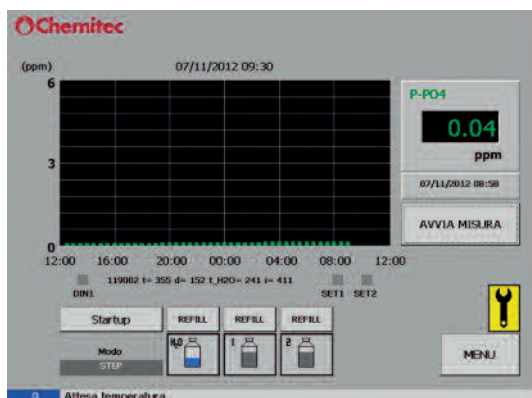 Chemitec
(ppm)
07/11/2012 09:30
6
3
0
12:00 16:00 20:00 00:00 04:00 08:00 12:00
P-PO4
0.04
ppm
07/11/2012 08:58
AVVIA MISURA
119002 t= 355 d= 152 t_H2O= 241 i= 411
DIN1
SET1 SET2
Startup
REFILL REFILL REFILL
Modo
STEP
H2O 1 2
MENU
0 Attesa temperatura